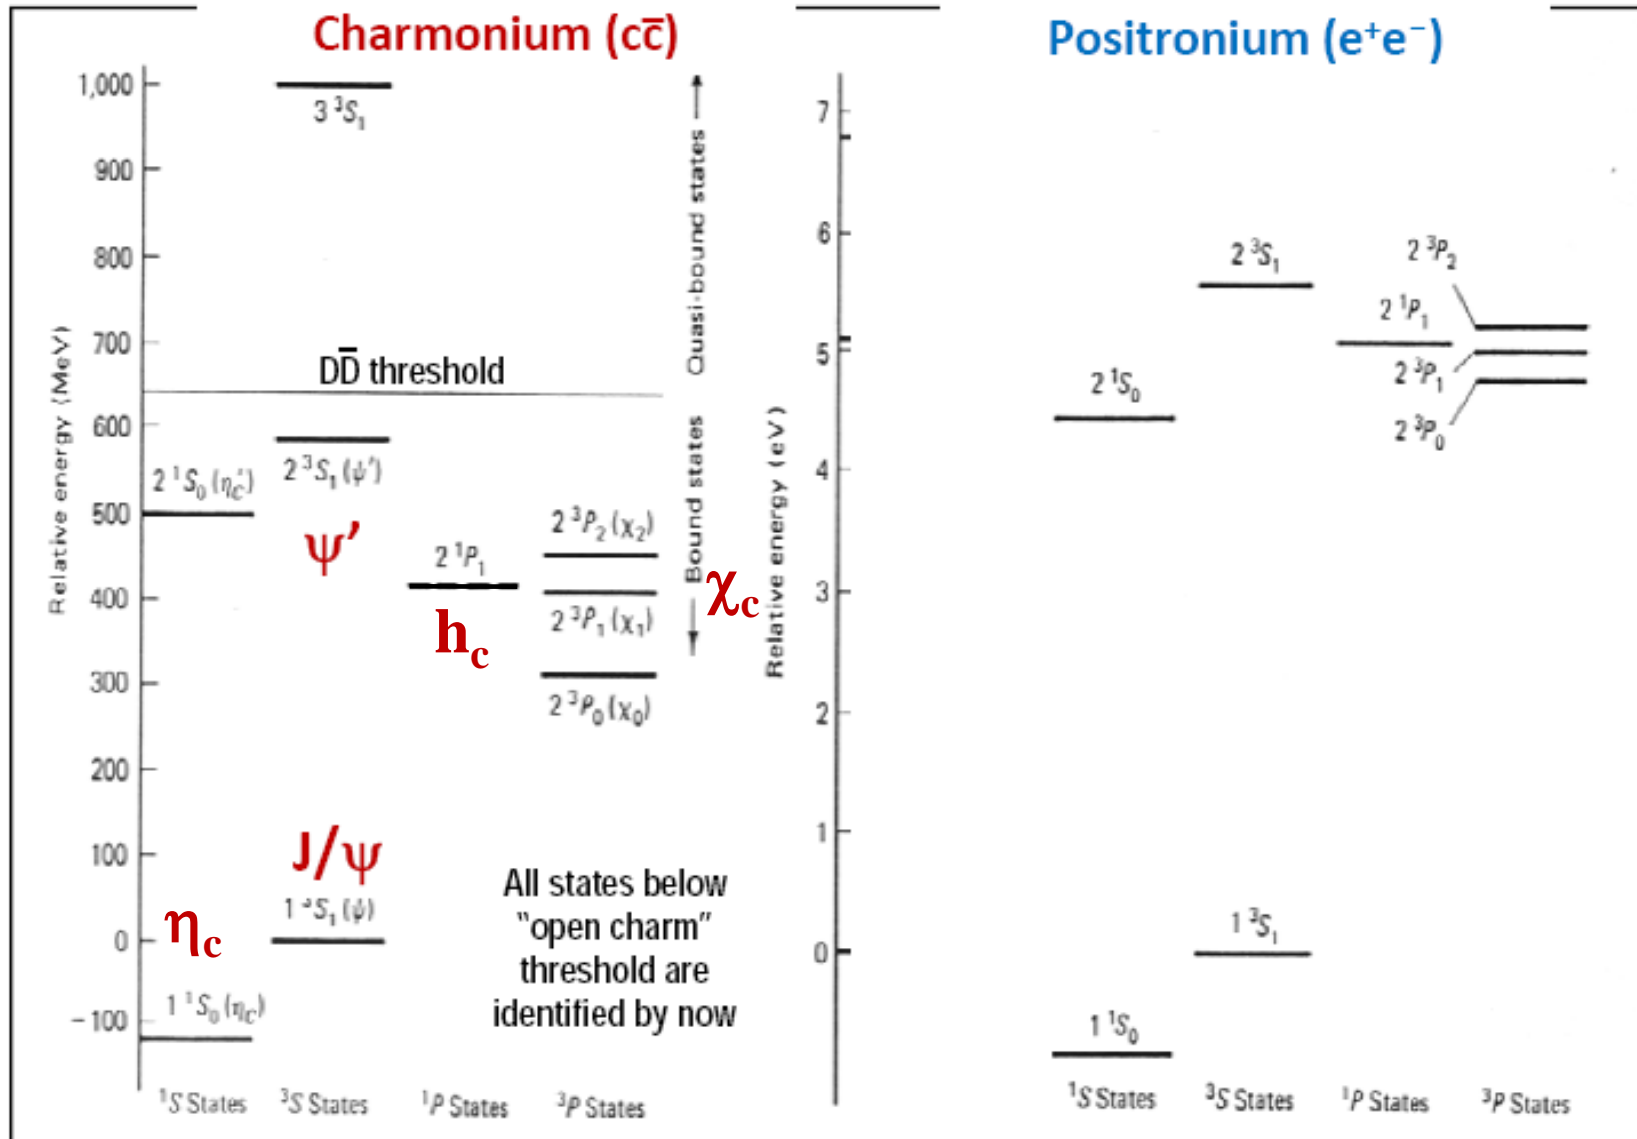 Charmonium (cc̄)
1,000
900
800
700
600
500
400
300
200
100
0
−100
Relative energy (MeV)
3 ³S₁
DD̄ threshold
2 ³S₁ (ψ′)
2 ¹S₀ (η′c)
ψ′
2 ¹P₁
hc
2 ³P₂ (χ₂)
2 ³P₁ (χ₁)
2 ³P₀ (χ₀)
χc
Quasi-bound states
Bound states
J/ψ
1 ³S₁ (ψ)
ηc
1 ¹S₀ (ηc)
All states below
"open charm"
threshold are
identified by now
¹S States
³S States
¹P States
³P States
Positronium (e⁺e⁻)
7
6
5
4
3
2
1
0
Relative energy (eV)
2 ³S₁
2 ³P₂
2 ¹P₁
2 ³P₁
2 ¹S₀
2 ³P₀
1 ³S₁
1 ¹S₀
¹S States
³S States
¹P States
³P States